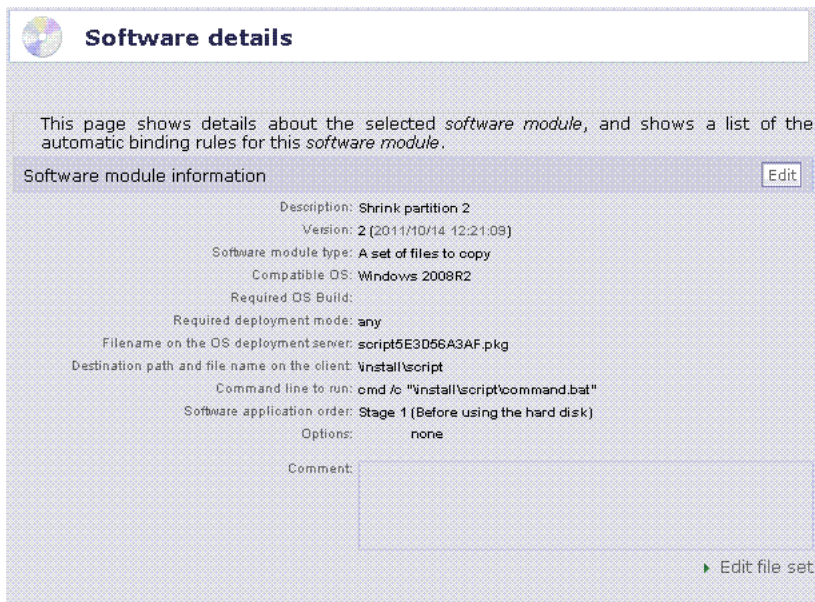 Software details
This page shows details about the selected software module, and shows a list of the
automatic binding rules for this software module.
Software module information
Edit
Description: Shrink partition 2
Version: 2 (2011/10/14 12:21:09)
Software module type: A set of files to copy
Compatible OS: Windows 2008R2
Required OS Build:
Required deployment mode: any
Filename on the OS deployment server: script5E3D56A3AF.pkg
Destination path and file name on the client: \install\script
Command line to run: cmd /c "\install\script\command.bat"
Software application order: Stage 1 (Before using the hard disk)
Options: none
Comment:
Edit file set